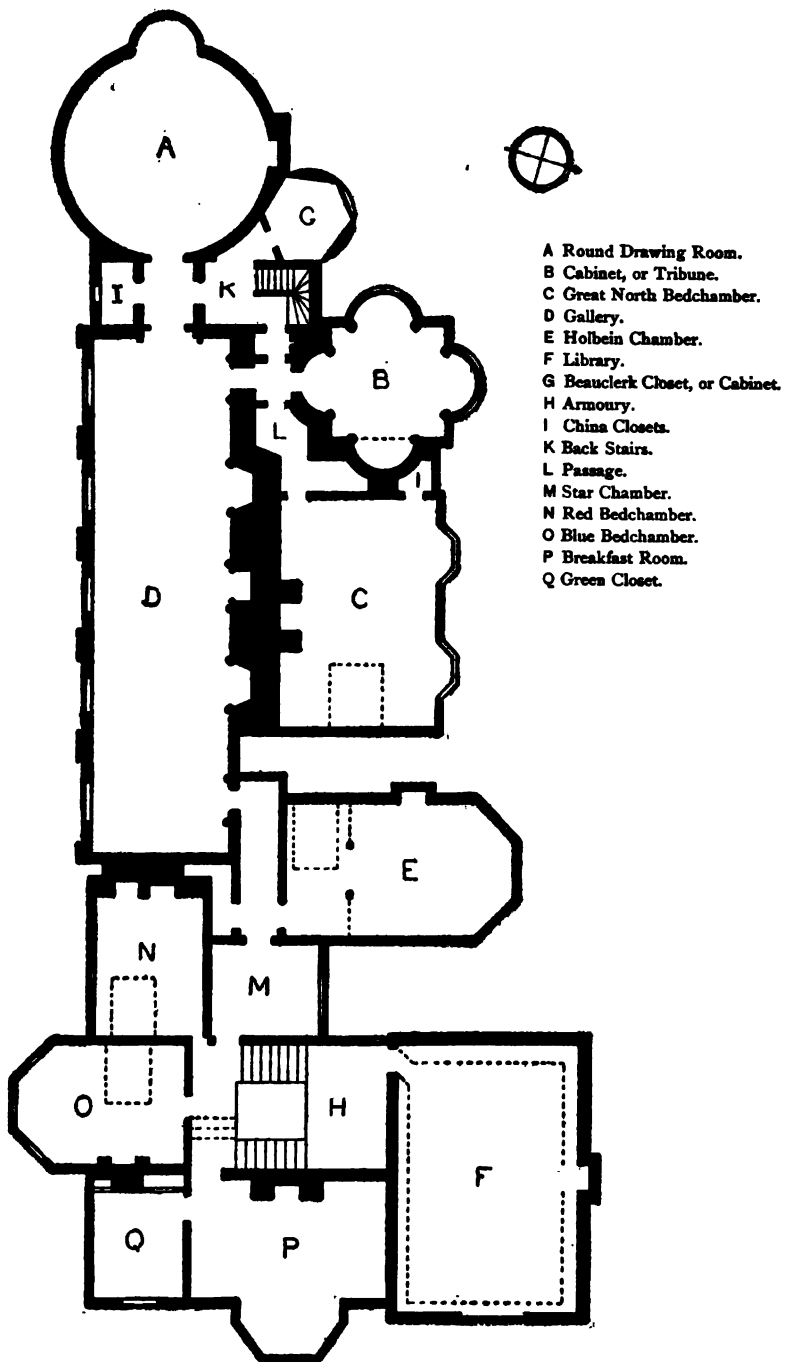 A
G
I
K
B
L
I
D
C
E
N
M
O
H
F
Q
P
A Round Drawing Room.
B Cabinet, or Tribune.
C Great North Bedchamber.
D Gallery.
E Holbein Chamber.
F Library.
G Beauclerk Closet, or Cabinet.
H Armoury.
I China Closets.
K Back Stairs.
L Passage.
M Star Chamber.
N Red Bedchamber.
O Blue Bedchamber.
P Breakfast Room.
Q Green Closet.